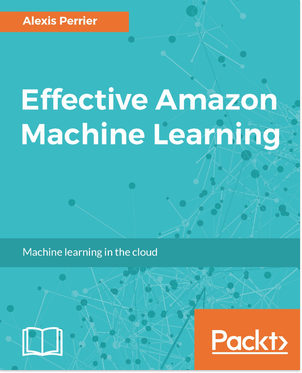 Alexis Perrier
Effective Amazon
Machine Learning
Machine learning in the cloud
Packt>